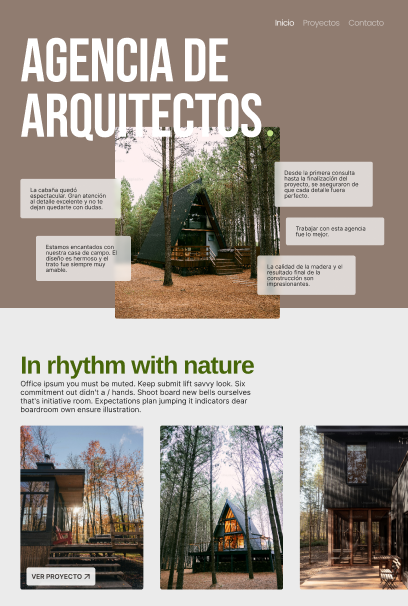 Inicio Proyectos Contacto
AGENCIA DE
ARQUITECTOS.
Desde la primera consulta
hasta la finalización del
proyecto, se aseguraron de
que cada detalle fuera
perfecto.
La cabaña quedó
espectacular. Gran atención
al detalle excelente y no te
dejan quedarte con dudas.
Trabajar con esta agencia
fue lo mejor.
Estamos encantados con
nuestra casa de campo. El
diseño es hermoso y el
trato fue siempre muy
amable.
La calidad de la madera y el
resultado final de la
construcción son
impresionantes.
In rhythm with nature
Office ipsum you must be muted. Keep submit lift savvy look. Six
commitment out didn't a / hands. Shoot board new bells ourselves
that's initiative room. Expectations plan jumping it indicators dear
boardroom own ensure illustration.
VER PROYECTO